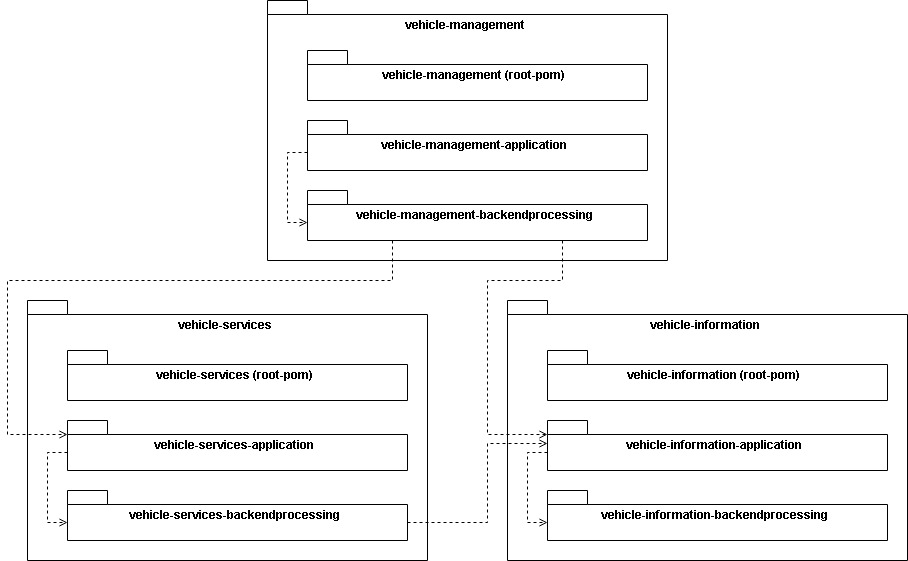 vehicle-management
vehicle-management (root-pom)
vehicle-management-application
vehicle-management-backendprocessing
vehicle-services
vehicle-services (root-pom)
vehicle-services-application
vehicle-services-backendprocessing
vehicle-information
vehicle-information (root-pom)
vehicle-information-application
vehicle-information-backendprocessing